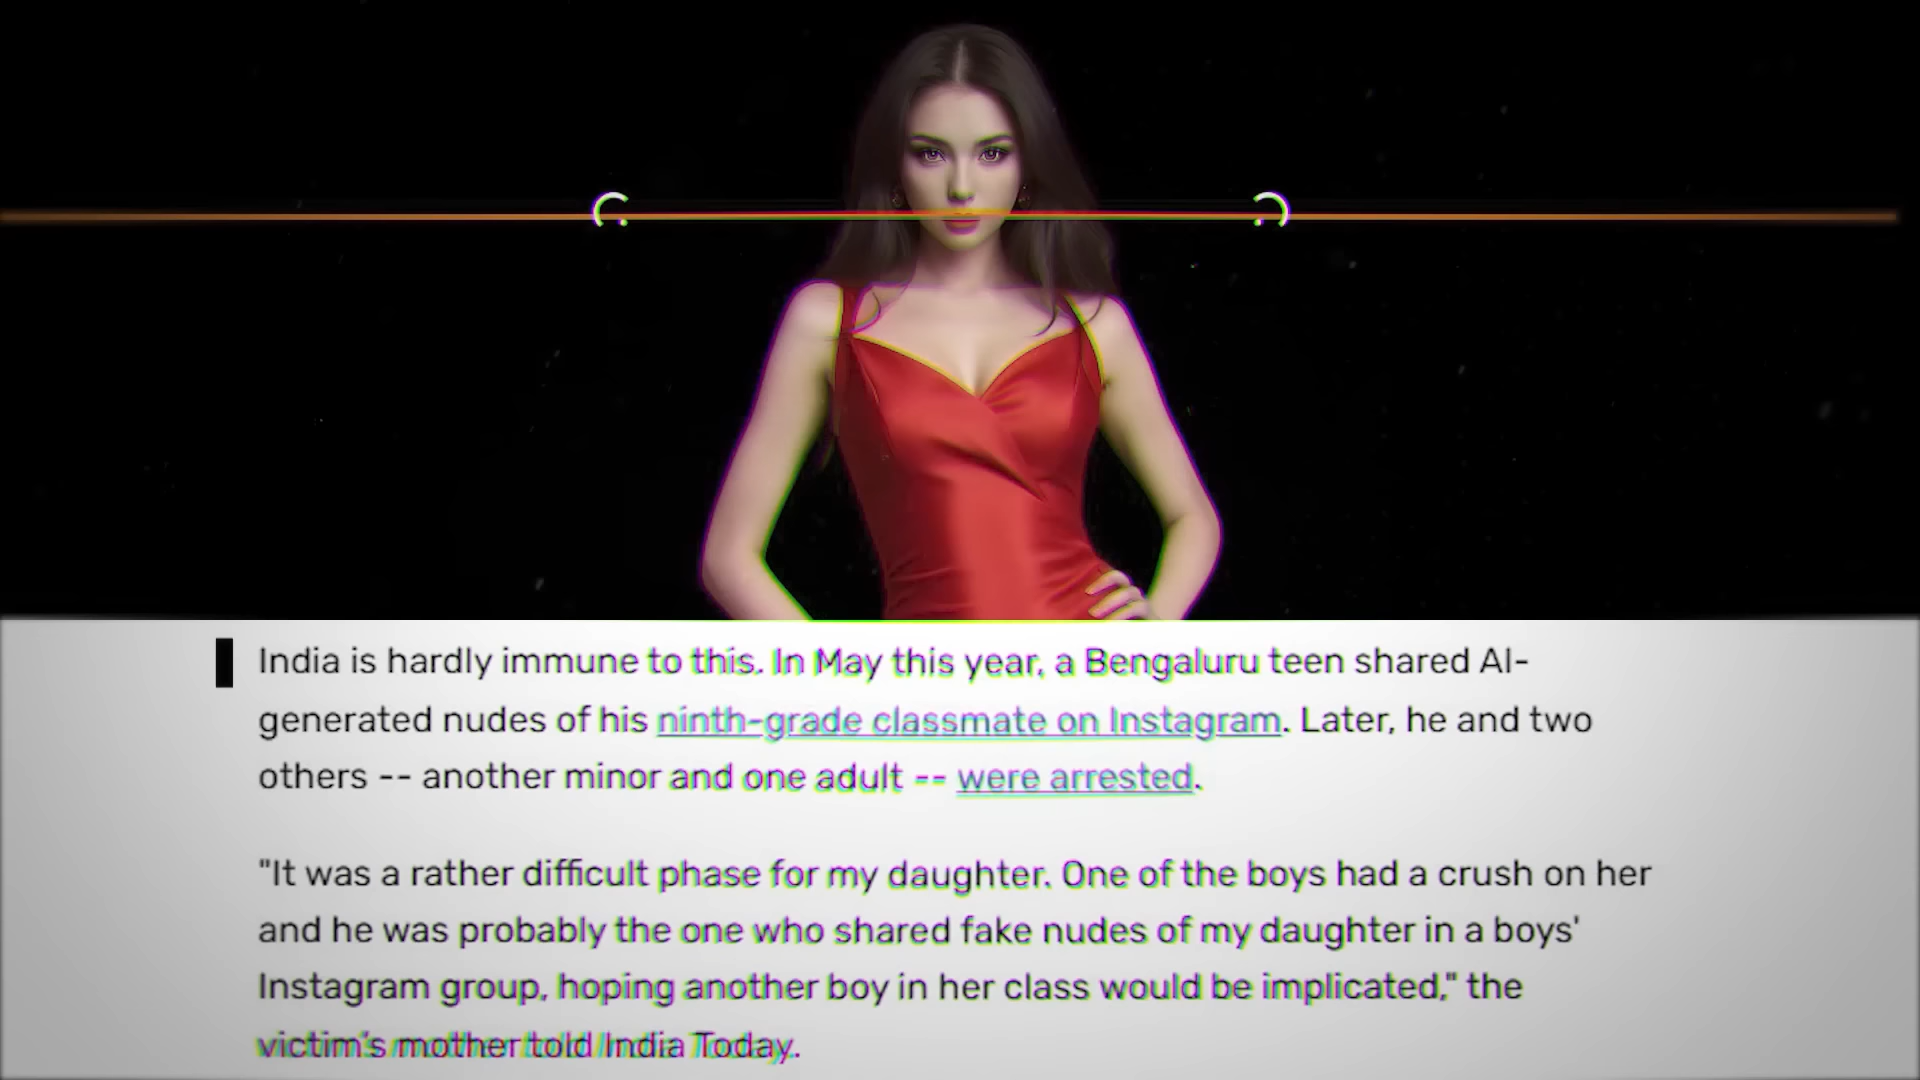 India is hardly immune to this. In May this year, a Bengaluru teen shared AI-
generated nudes of his ninth-grade classmate on Instagram. Later, he and two
others -- another minor and one adult -- were arrested.
"It was a rather difficult phase for my daughter. One of the boys had a crush on her
and he was probably the one who shared fake nudes of my daughter in a boys'
Instagram group, hoping another boy in her class would be implicated," the
victim's mother told India Today.